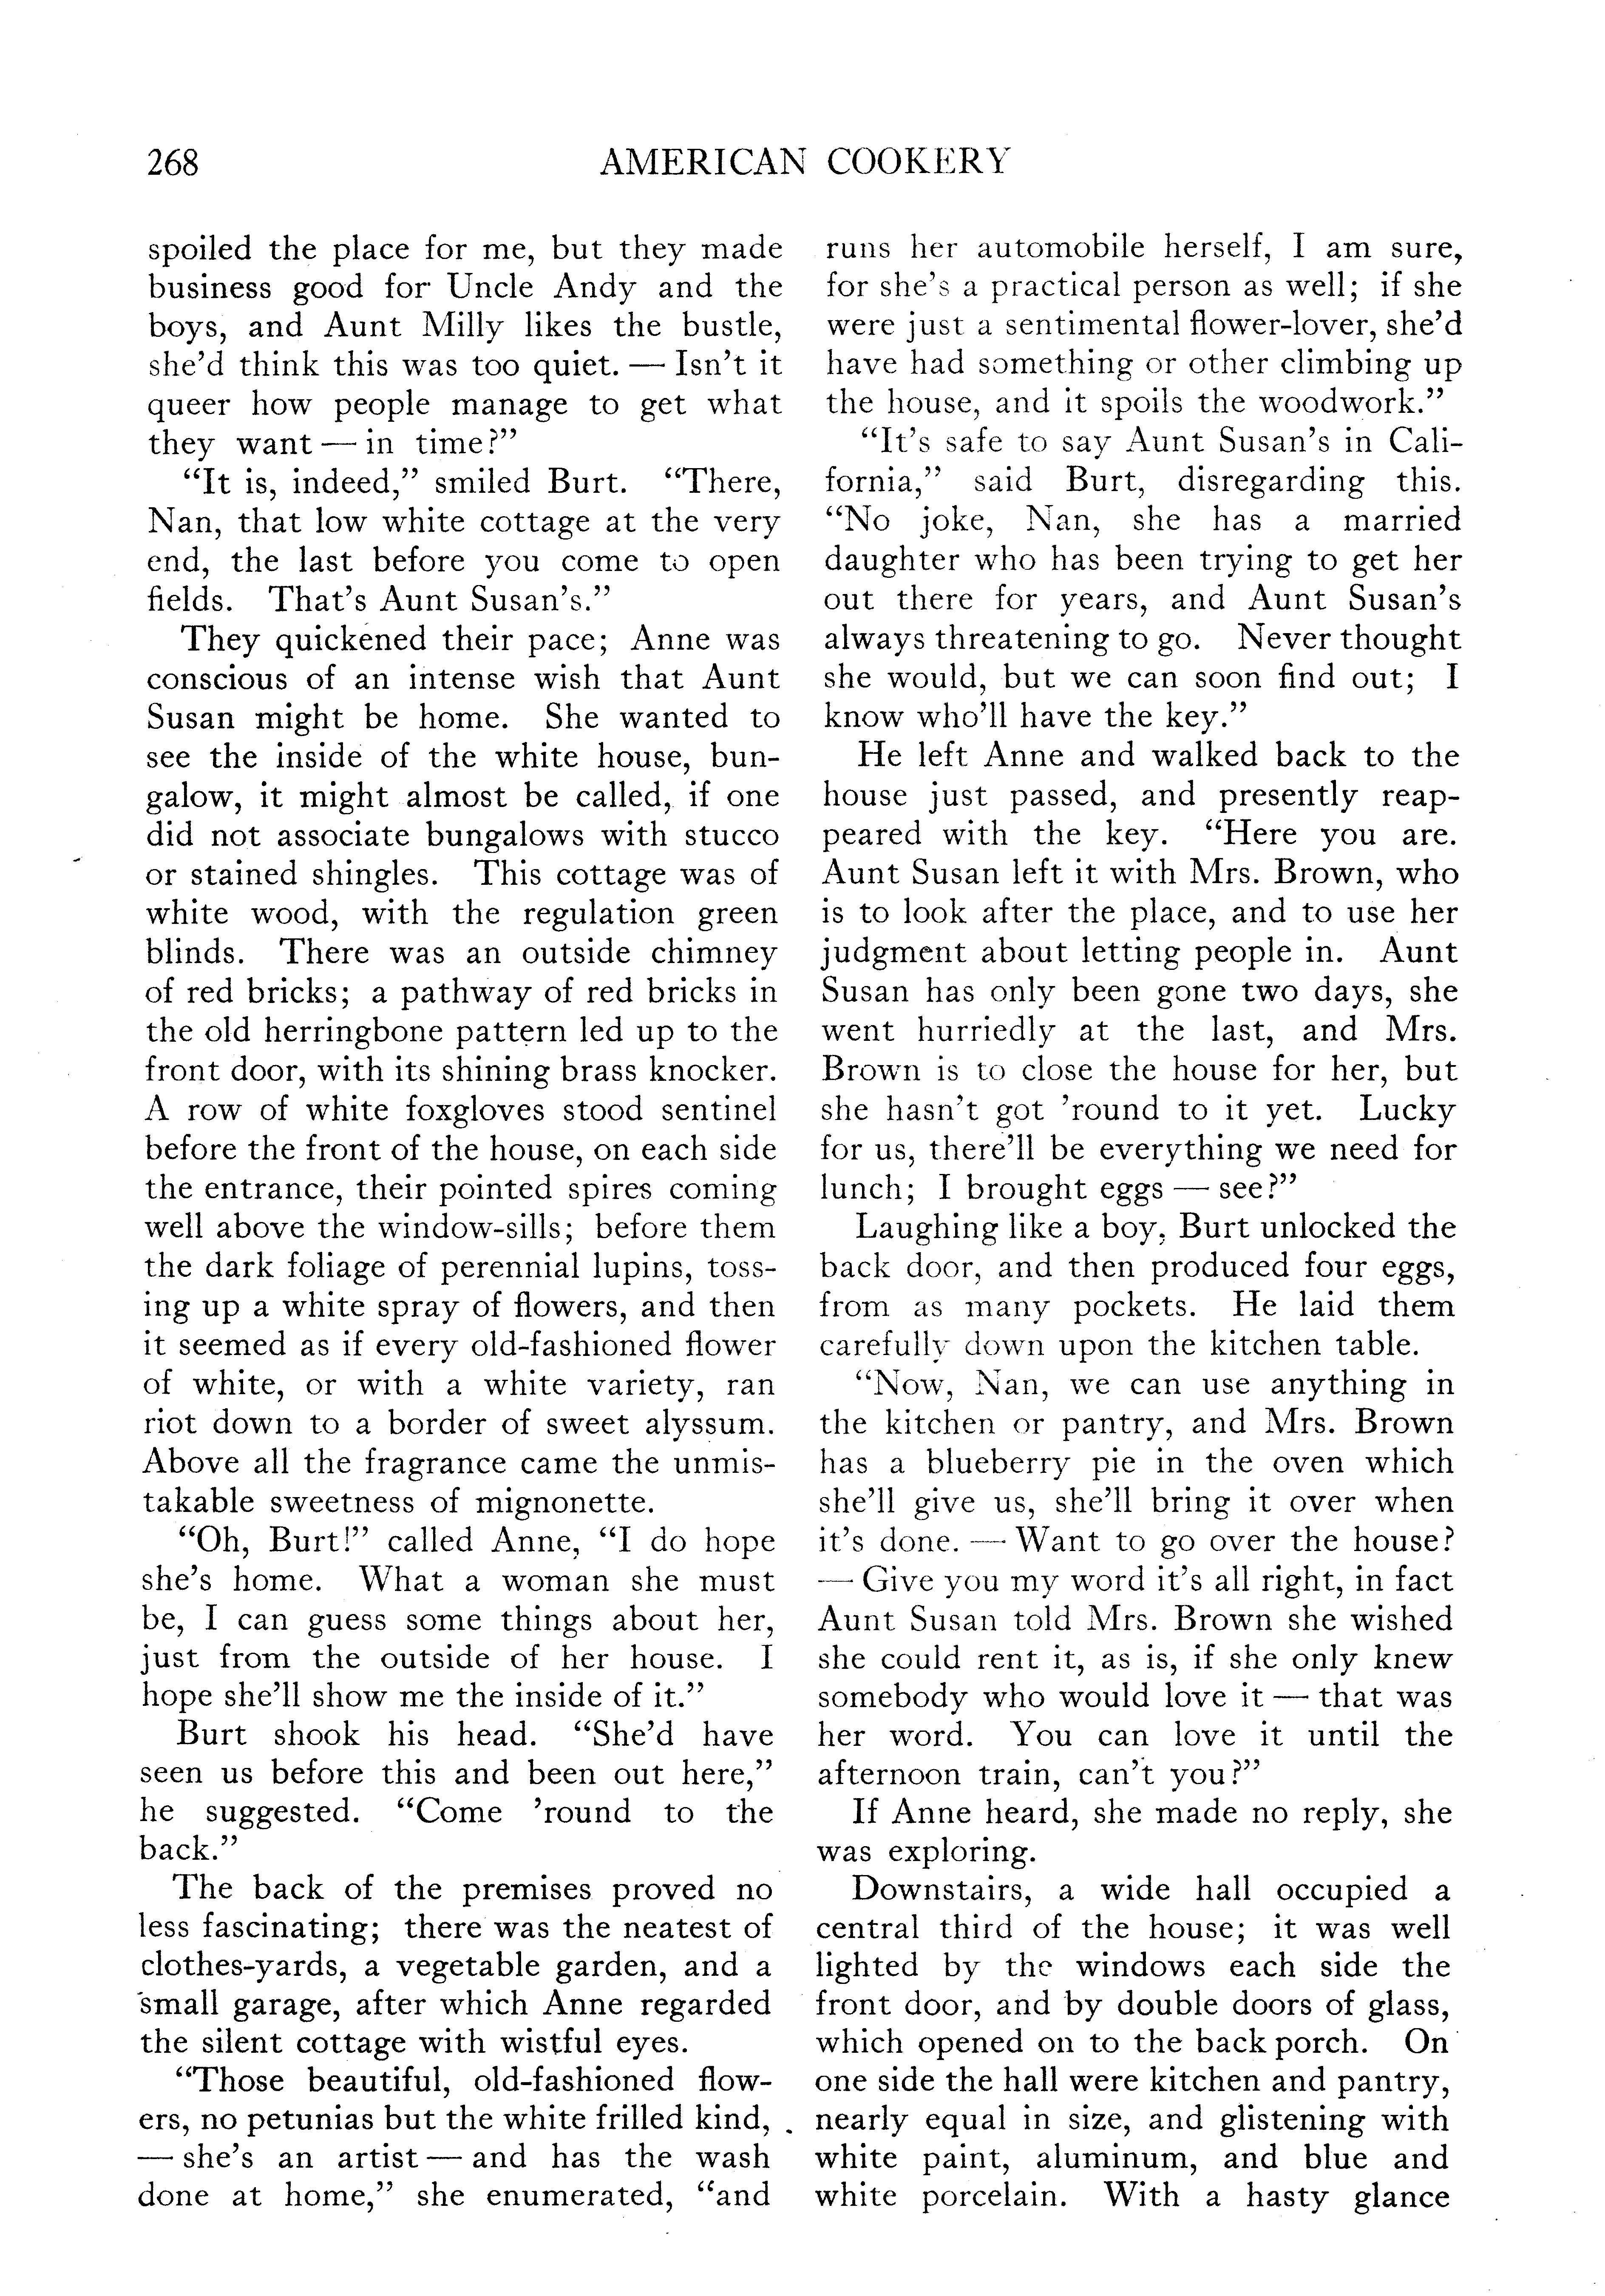 268
AMERICAN COOKERY
spoiled the place for me, but they made
business good for Uncle Andy and the
boys, and Aunt Milly likes the bustle,
she'd think this was too quiet. — Isn't it
queer how people manage to get what
they want — in time?”
“It is, indeed,” smiled Burt. “There,
Nan, that low white cottage at the very
end, the last before you come to open
fields. That's Aunt Susan's.”
They quickened their pace; Anne was
conscious of an intense wish that Aunt
Susan might be home. She wanted to
see the inside of the white house, bun-
galow, it might almost be called, if one
did not associate bungalows with stucco
or stained shingles. This cottage was of
white wood, with the regulation green
blinds. There was an outside chimney
of red bricks; a pathway of red bricks in
the old herringbone pattern led up to the
front door, with its shining brass knocker.
A row of white foxgloves stood sentinel
before the front of the house, on each side
the entrance, their pointed spires coming
well above the window-sills; before them
the dark foliage of perennial lupins, toss-
ing up a white spray of flowers, and then
it seemed as if every old-fashioned flower
of white, or with a white variety, ran
riot down to a border of sweet alyssum.
Above all the fragrance came the unmis-
takable sweetness of mignonette.
“Oh, Burt!” called Anne, “I do hope
she's home. What a woman she must
be, I can guess some things about her,
just from the outside of her house. I
hope she'll show me the inside of it.”
Burt shook his head. “She'd have
seen us before this and been out here,”
he suggested. “Come 'round to the
back.”
The back of the premises proved no
less fascinating; there was the neatest of
clothes-yards, a vegetable garden, and a
small garage, after which Anne regarded
the silent cottage with wistful eyes.
“Those beautiful, old-fashioned flow-
ers, no petunias but the white frilled kind,
— she's an artist — and has the wash
done at home,” she enumerated, “and
runs her automobile herself, I am sure,
for she's a practical person as well; if she
were just a sentimental flower-lover, she'd
have had something or other climbing up
the house, and it spoils the woodwork.”
“It's safe to say Aunt Susan's in Cali-
fornia,” said Burt, disregarding this.
“No joke, Nan, she has a married
daughter who has been trying to get her
out there for years, and Aunt Susan's
always threatening to go. Never thought
she would, but we can soon find out; I
know who'll have the key.”
He left Anne and walked back to the
house just passed, and presently reap-
peared with the key. “Here you are.
Aunt Susan left it with Mrs. Brown, who
is to look after the place, and to use her
judgment about letting people in. Aunt
Susan has only been gone two days, she
went hurriedly at the last, and Mrs.
Brown is to close the house for her, but
she hasn't got 'round to it yet. Lucky
for us, there'll be everything we need for
lunch; I brought eggs — see?”
Laughing like a boy, Burt unlocked the
back door, and then produced four eggs,
from as many pockets. He laid them
carefully down upon the kitchen table.
“Now, Nan, we can use anything in
the kitchen or pantry, and Mrs. Brown
has a blueberry pie in the oven which
she'll give us, she'll bring it over when
it's done. — Want to go over the house?
— Give you my word it's all right, in fact
Aunt Susan told Mrs. Brown she wished
she could rent it, as is, if she only knew
somebody who would love it — that was
her word. You can love it until the
afternoon train, can't you?”
If Anne heard, she made no reply, she
was exploring.
Downstairs, a wide hall occupied a
central third of the house; it was well
lighted by the windows each side the
front door, and by double doors of glass,
which opened on to the back porch. On
one side the hall were kitchen and pantry,
nearly equal in size, and glistening with
white paint, aluminum, and blue and
white porcelain. With a hasty glance